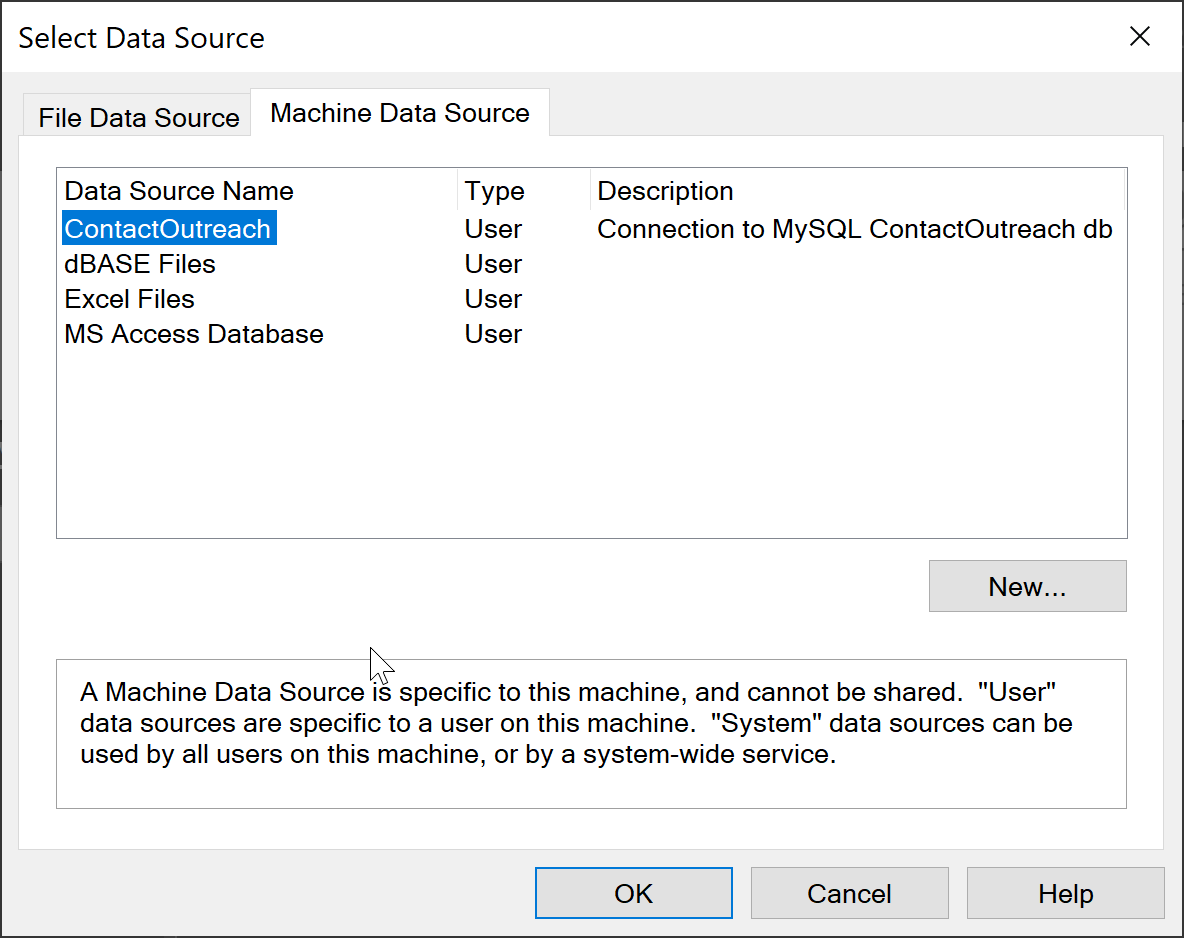 Select Data Source
File Data Source
Machine Data Source
Data Source Name Type Description
ContactOutreach User Connection to MySQL ContactOutreach db
dBASE Files User
Excel Files User
MS Access Database User
New...
A Machine Data Source is specific to this machine, and cannot be shared.  "User"
data sources are specific to a user on this machine.  "System" data sources can be
used by all users on this machine, or by a system-wide service.
OK Cancel Help